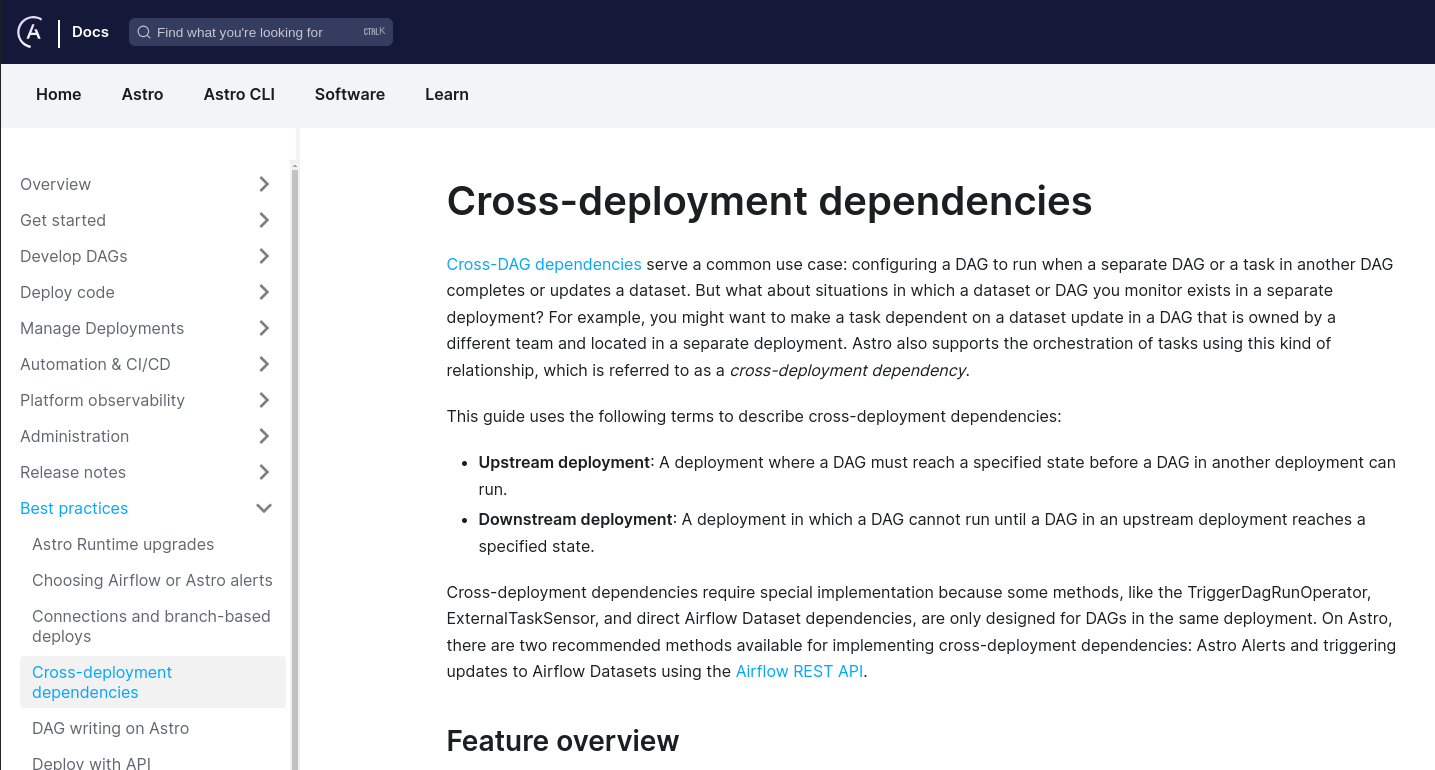 Docs
Find what you're looking for
CTRL K
Home
Astro
Astro CLI
Software
Learn
Overview
Get started
Develop DAGs
Deploy code
Manage Deployments
Automation & CI/CD
Platform observability
Administration
Release notes
Best practices
Astro Runtime upgrades
Choosing Airflow or Astro alerts
Connections and branch-based
deploys
Cross-deployment
dependencies
DAG writing on Astro
Deploy with API
Cross-deployment dependencies
Cross-DAG dependencies serve a common use case: configuring a DAG to run when a separate DAG or a task in another DAG
completes or updates a dataset. But what about situations in which a dataset or DAG you monitor exists in a separate
deployment? For example, you might want to make a task dependent on a dataset update in a DAG that is owned by a
different team and located in a separate deployment. Astro also supports the orchestration of tasks using this kind of
relationship, which is referred to as a cross-deployment dependency.
This guide uses the following terms to describe cross-deployment dependencies:
• Upstream deployment: A deployment where a DAG must reach a specified state before a DAG in another deployment can
run.
• Downstream deployment: A deployment in which a DAG cannot run until a DAG in an upstream deployment reaches a
specified state.
Cross-deployment dependencies require special implementation because some methods, like the TriggerDagRunOperator,
ExternalTaskSensor, and direct Airflow Dataset dependencies, are only designed for DAGs in the same deployment. On Astro,
there are two recommended methods available for implementing cross-deployment dependencies: Astro Alerts and triggering
updates to Airflow Datasets using the Airflow REST API.
Feature overview